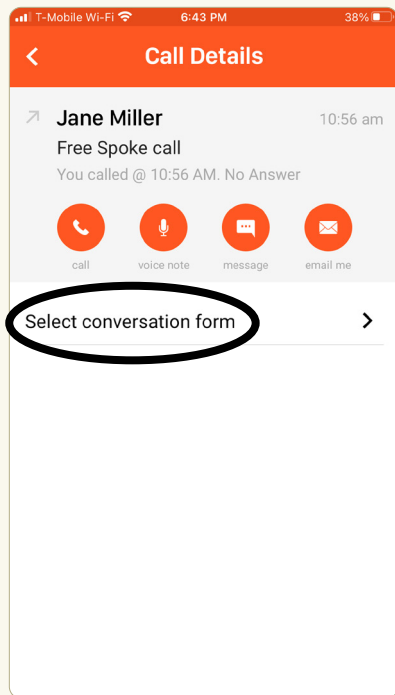 T-Mobile Wi-Fi 6:43 PM 38%
Call Details
Jane Miller 10:56 am
Free Spoke call
You called @ 10:56 AM. No Answer
call voice note message email me
Select conversation form